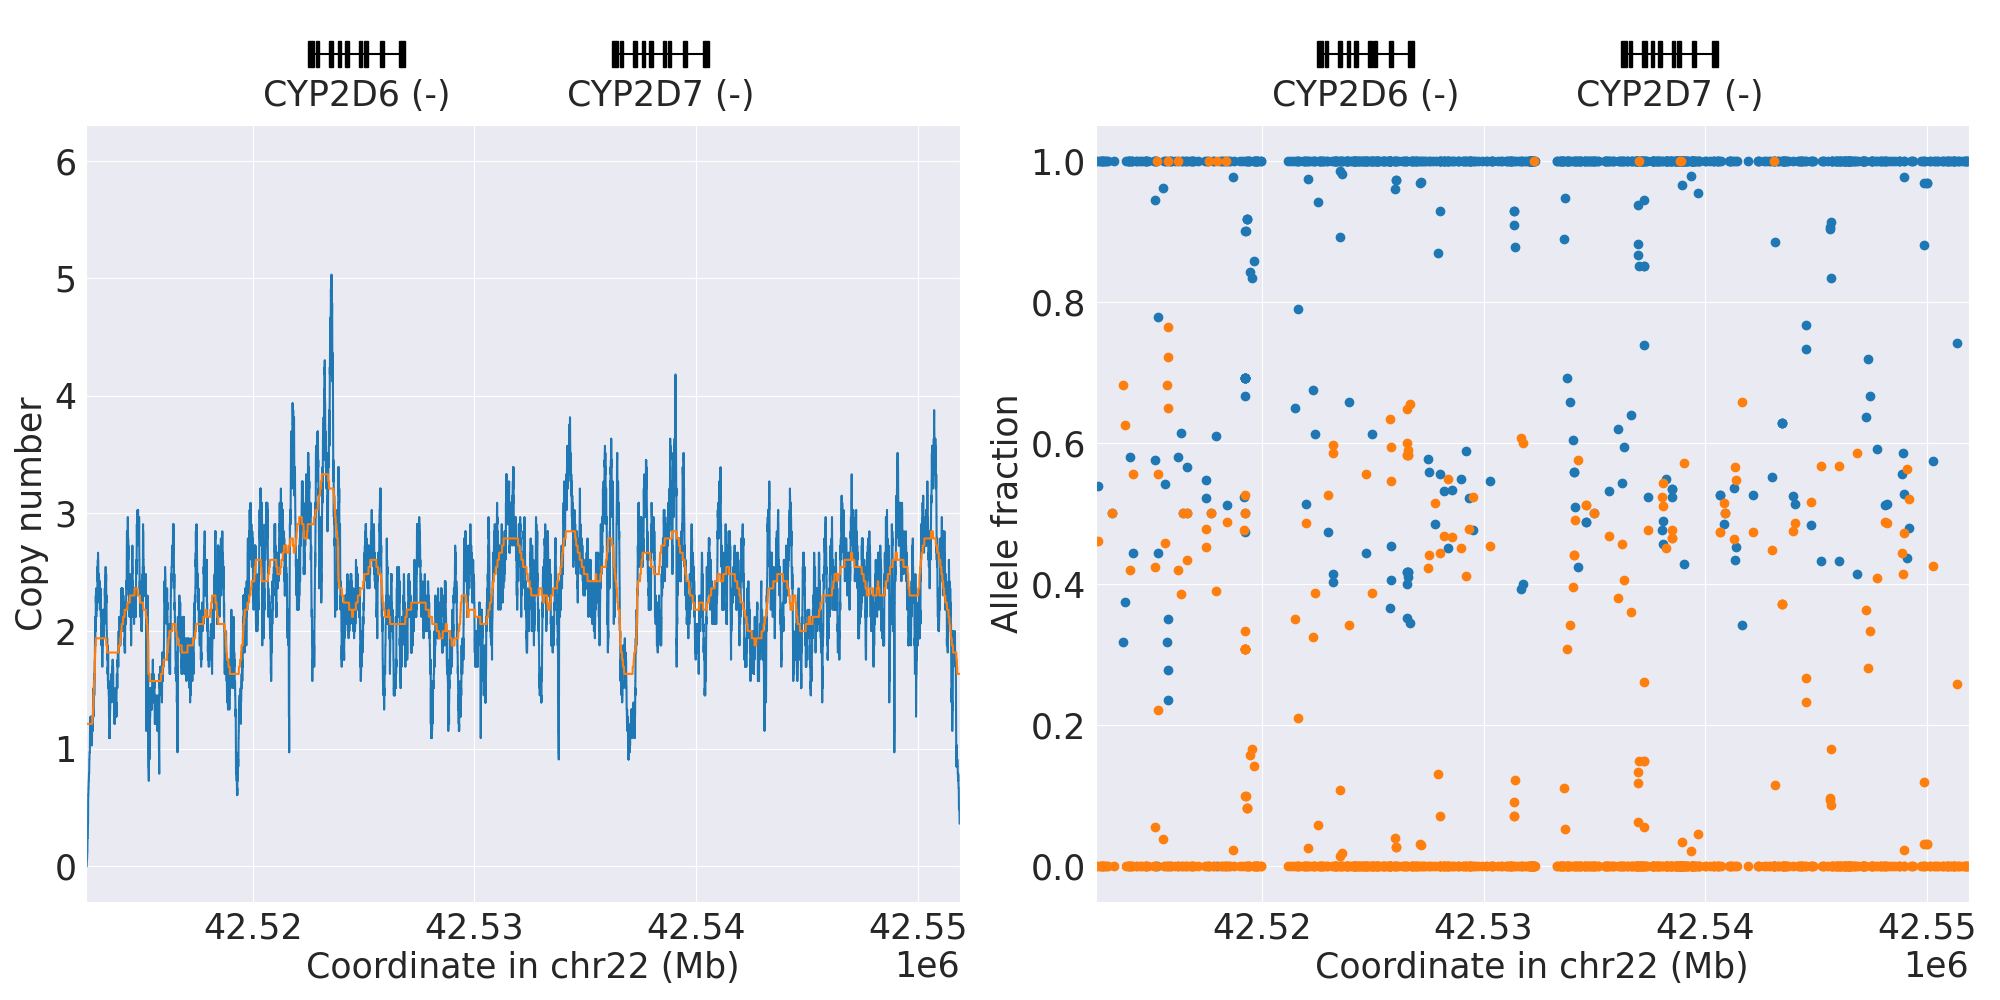 CYP2D6 (-) CYP2D7 (-)
6
5
4
3
2
1
0
Copy number
42.52 42.53 42.54 42.55
Coordinate in chr22 (Mb) 1e6
CYP2D6 (-) CYP2D7 (-)
1.0
0.8
0.6
0.4
0.2
0.0
Allele fraction
42.52 42.53 42.54 42.55
Coordinate in chr22 (Mb) 1e6